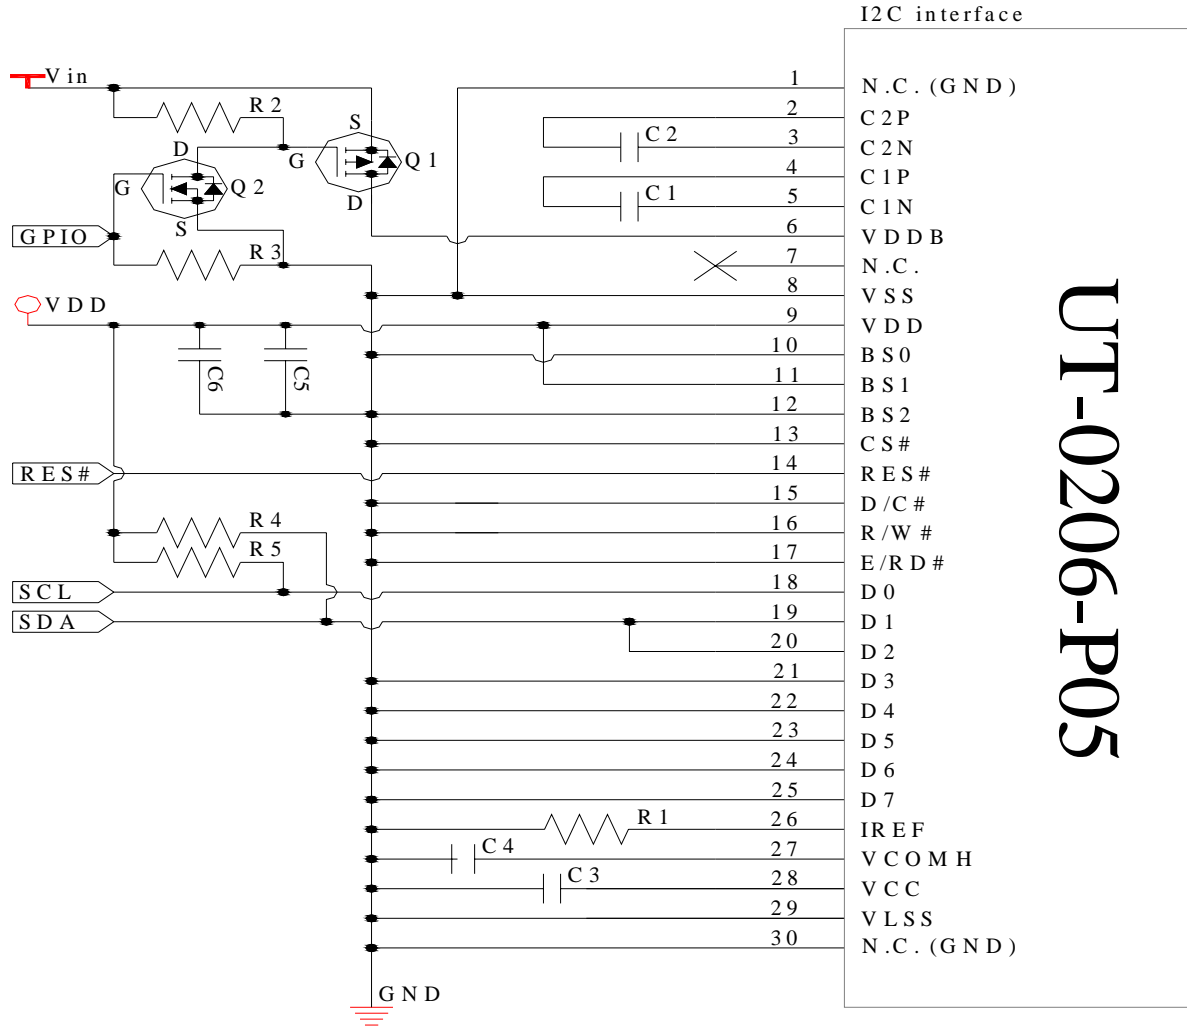 I2C interface
Vin
R2
S
G
D
Q1
D
G
S
Q2
GPIO
R3
VDD
C6
C5
RES#
R4
R5
SCL
SDA
C2
C1
R1
C4
C3
GND
1 N.C. (GND)
2 C2P
3 C2N
4 C1P
5 C1N
6 VDDB
7 N.C.
8 VSS
9 VDD
10 BS0
11 BS1
12 BS2
13 CS#
14 RES#
15 D/C#
16 R/W#
17 E/RD#
18 D0
19 D1
20 D2
21 D3
22 D4
23 D5
24 D6
25 D7
26 IREF
27 VCOMH
28 VCC
29 VLSS
30 N.C. (GND)
UT-0206-P05